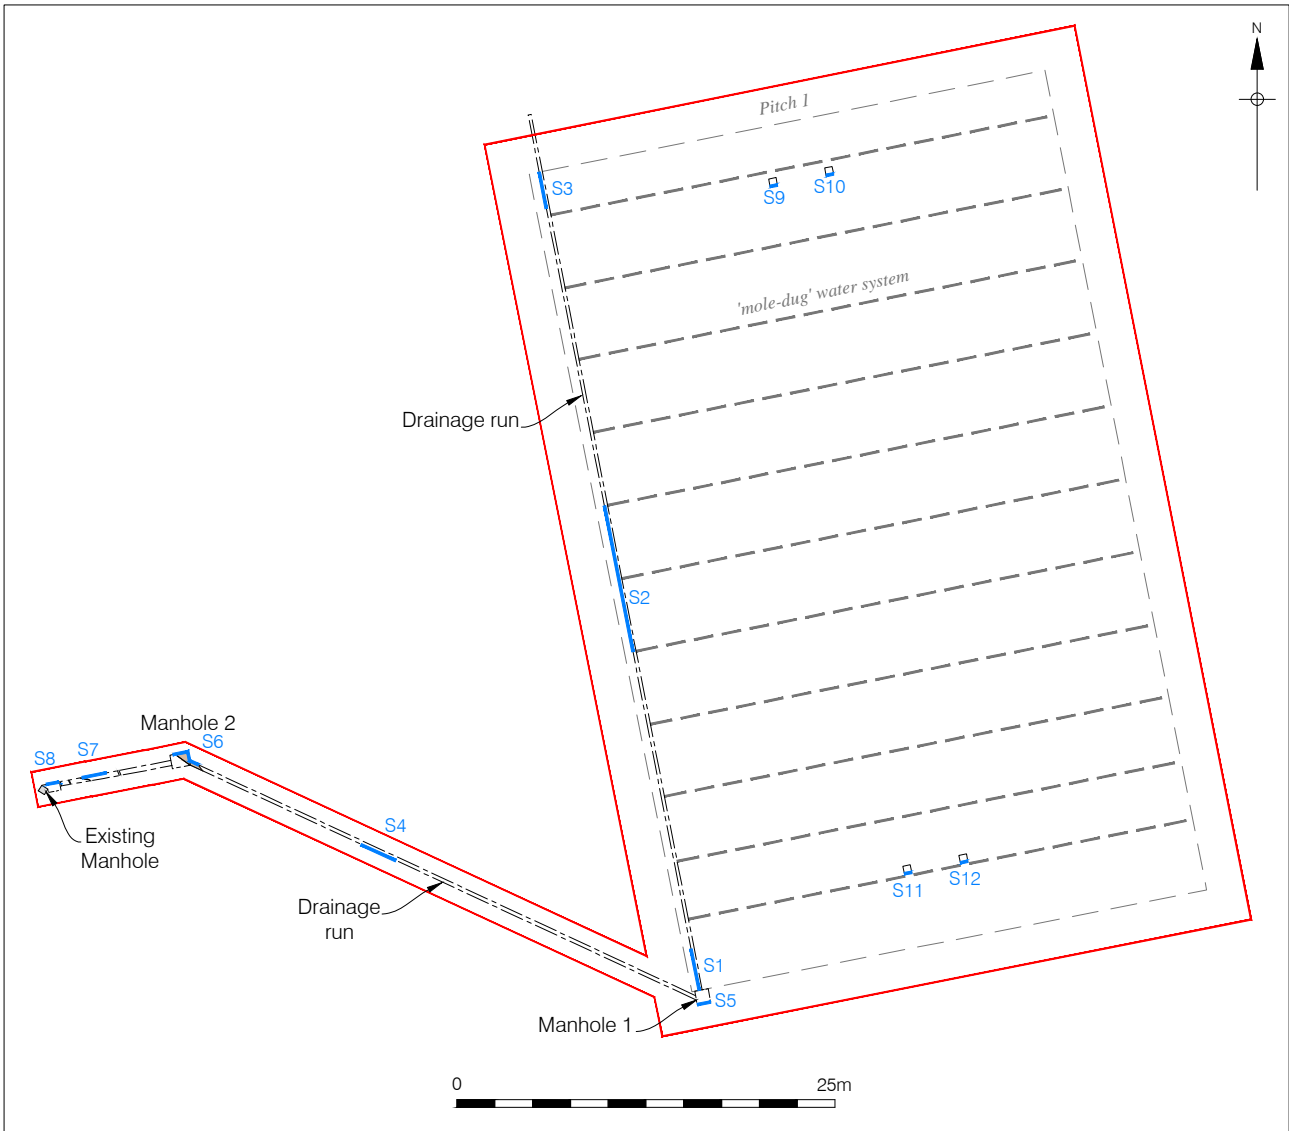 N
Pitch 1
S3
S9
S10
'mole-dug' water system
Drainage run
S2
Manhole 2
S6
S8
S7
Existing
Manhole
S4
Drainage
run
S11
S12
S1
S5
Manhole 1
0
25m